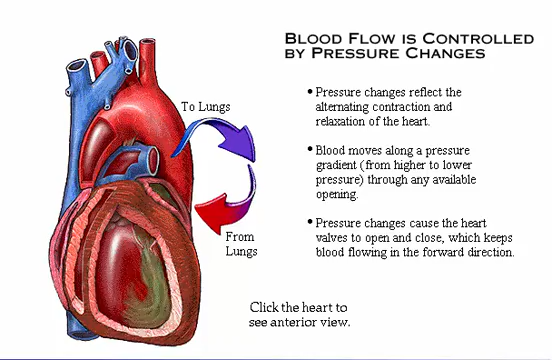 Blood Flow is Controlled
by Pressure Changes
To Lungs
• Pressure changes reflect the
alternating contraction and
relaxation of the heart.
• Blood moves along a pressure
gradient (from higher to lower
pressure) through any available
opening.
From
Lungs
• Pressure changes cause the heart
valves to open and close, which keeps
blood flowing in the forward direction.
Click the heart to
see anterior view.